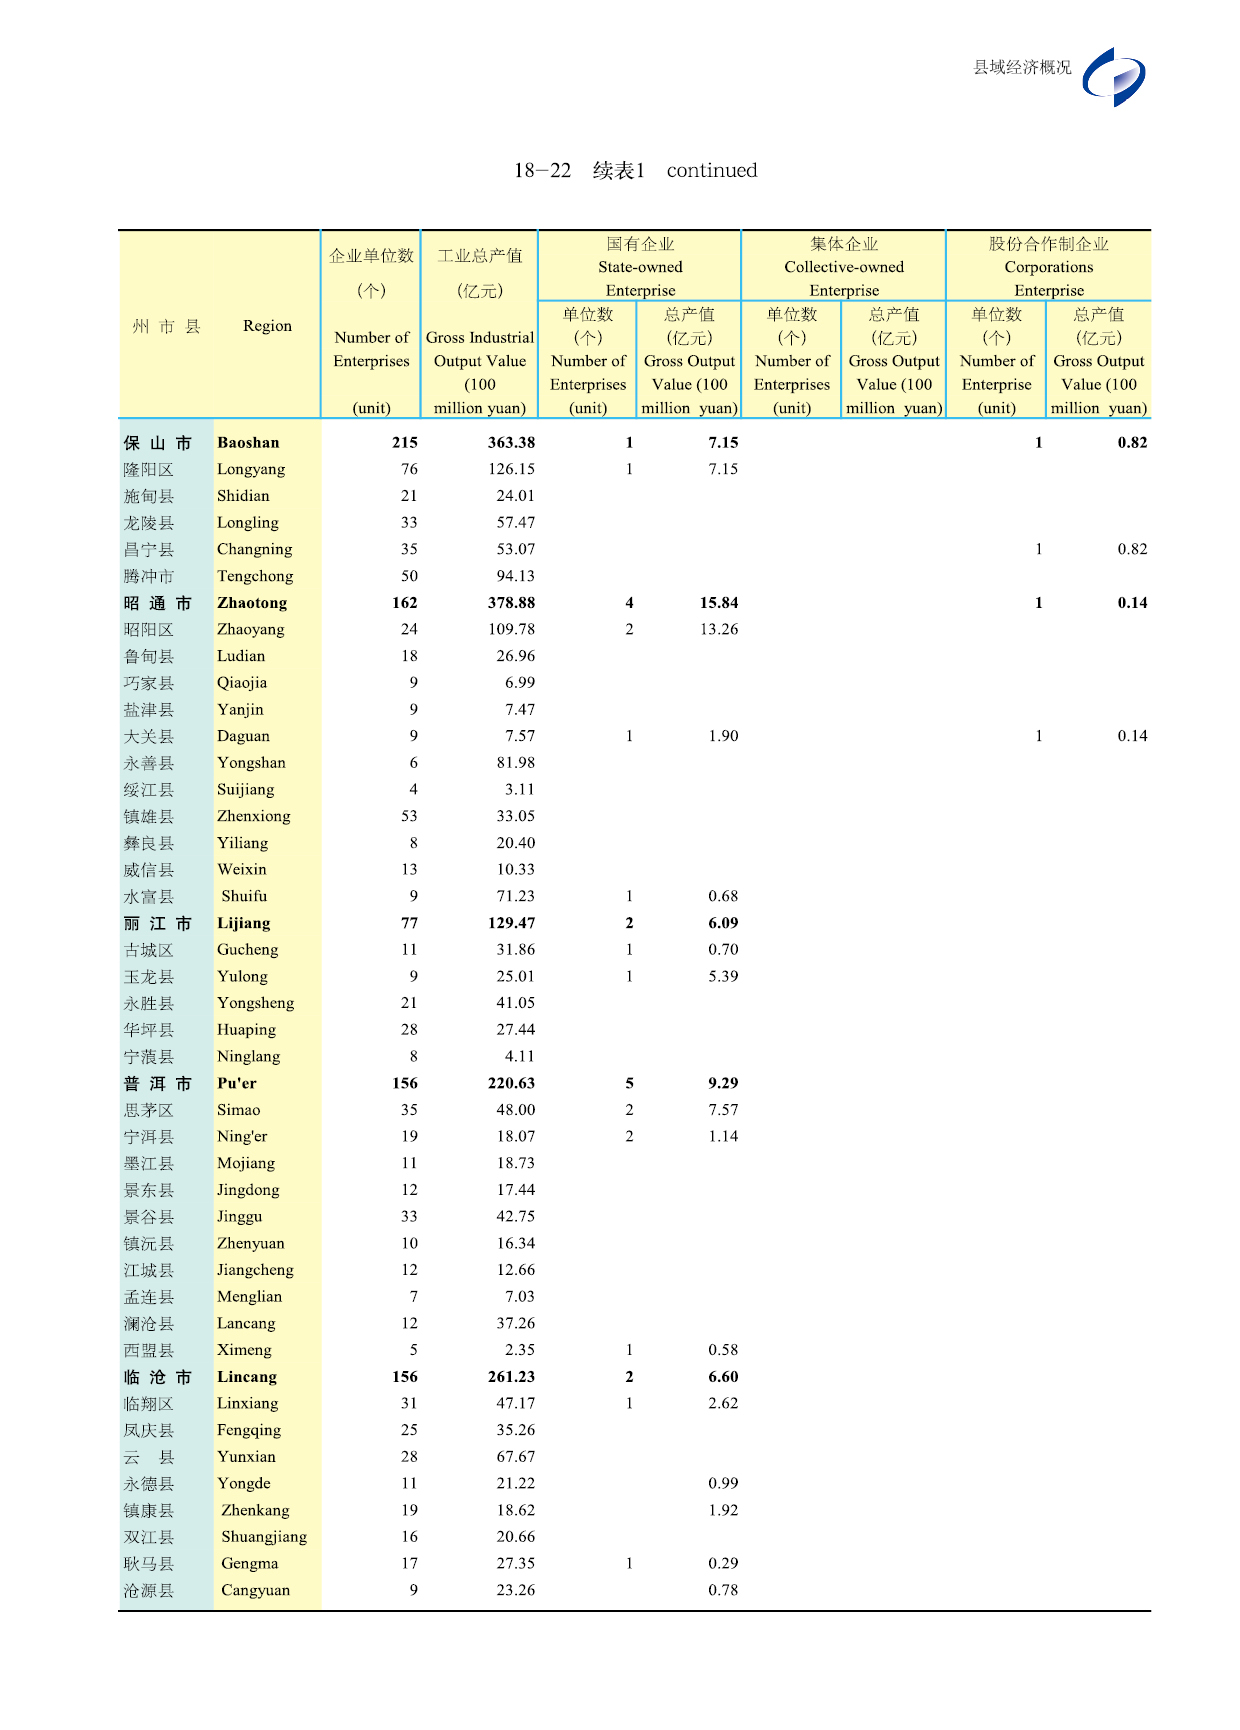 县域经济概况
18-22 续表1 continued
州 市 县 Region
企业单位数
(个)
Number of
Enterprises
(unit)
工业总产值
(亿元)
Gross Industrial
Output Value
(100
million yuan)
国有企业
State-owned
Enterprise
集体企业
Collective-owned
Enterprise
股份合作制企业
Corporations
Enterprise
单位数
(个)
Number of
Enterprises
(unit)
总产值
(亿元)
Gross Output
Value (100
million yuan)
单位数
(个)
Number of
Enterprises
(unit)
总产值
(亿元)
Gross Output
Value (100
million yuan)
单位数
(个)
Number of
Enterprise
(unit)
总产值
(亿元)
Gross Output
Value (100
million yuan)
保 山 市 Baoshan 215 363.38 1 7.15 1 0.82
隆阳区 Longyang 76 126.15 1 7.15
施甸县 Shidian 21 24.01
龙陵县 Longling 33 57.47
昌宁县 Changning 35 53.07 1 0.82
腾冲市 Tengchong 50 94.13
昭 通 市 Zhaotong 162 378.88 4 15.84 1 0.14
昭阳区 Zhaoyang 24 109.78 2 13.26
鲁甸县 Ludian 18 26.96
巧家县 Qiaojia 9 6.99
盐津县 Yanjin 9 7.47
大关县 Daguan 9 7.57 1 1.90 1 0.14
永善县 Yongshan 6 81.98
绥江县 Suijiang 4 3.11
镇雄县 Zhenxiong 53 33.05
彝良县 Yiliang 8 20.40
威信县 Weixin 13 10.33
水富县 Shuifu 9 71.23 1 0.68
丽 江 市 Lijiang 77 129.47 2 6.09
古城区 Gucheng 11 31.86 1 0.70
玉龙县 Yulong 9 25.01 1 5.39
永胜县 Yongsheng 21 41.05
华坪县 Huaping 28 27.44
宁蒗县 Ninglang 8 4.11
普 洱 市 Pu'er 156 220.63 5 9.29
思茅区 Simao 35 48.00 2 7.57
宁洱县 Ning'er 19 18.07 2 1.14
墨江县 Mojiang 11 18.73
景东县 Jingdong 12 17.44
景谷县 Jinggu 33 42.75
镇沅县 Zhenyuan 10 16.34
江城县 Jiangcheng 12 12.66
孟连县 Menglian 7 7.03
澜沧县 Lancang 12 37.26
西盟县 Ximeng 5 2.35 1 0.58
临 沧 市 Lincang 156 261.23 2 6.60
临翔区 Linxiang 31 47.17 1 2.62
凤庆县 Fengqing 25 35.26
云 县 Yunxian 28 67.67
永德县 Yongde 11 21.22 0.99
镇康县 Zhenkang 19 18.62 1.92
双江县 Shuangjiang 16 20.66
耿马县 Gengma 17 27.35 1 0.29
沧源县 Cangyuan 9 23.26 0.78